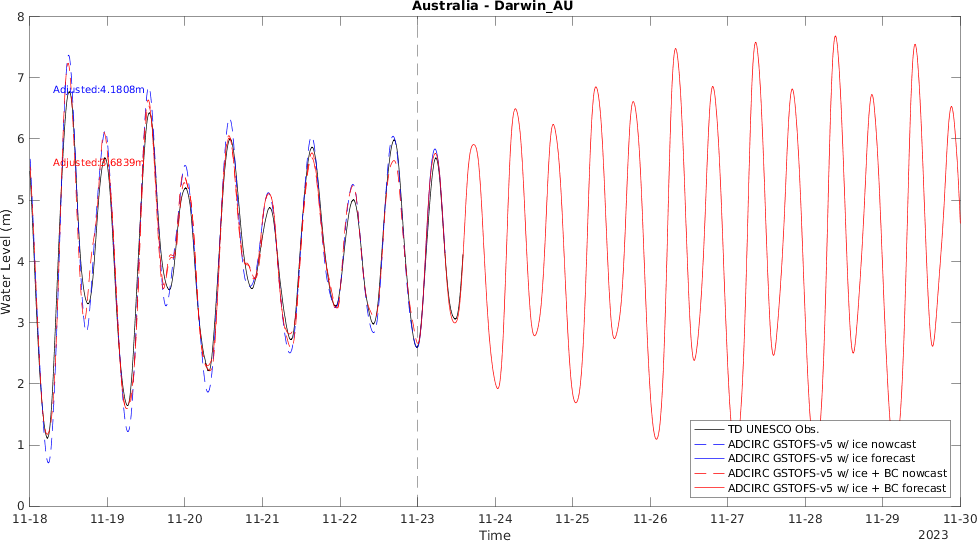 Australia - Darwin_AU
8
7
6
5
4
3
2
1
0
Water Level (m)
Adjusted:4.1808m
Adjusted:3.6839m
TD UNESCO Obs.
ADCIRC GSTOFS-v5 w/ ice nowcast
ADCIRC GSTOFS-v5 w/ ice forecast
ADCIRC GSTOFS-v5 w/ ice + BC nowcast
ADCIRC GSTOFS-v5 w/ ice + BC forecast
11-18 11-19 11-20 11-21 11-22 11-23 11-24 11-25 11-26 11-27 11-28 11-29 11-30
Time
2023